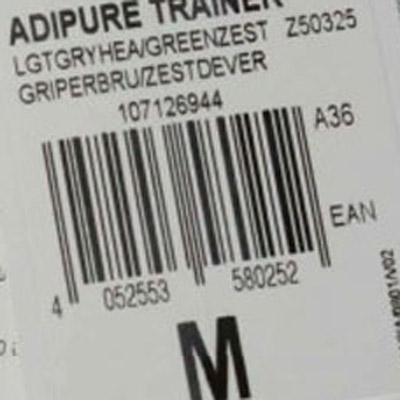 ADIPURE TRAINER
LGTGRYHEA/GREENZEST Z50325
GRIPERBRU/ZESTDEVER
107126944
A36
EAN
4 052553 580252
M